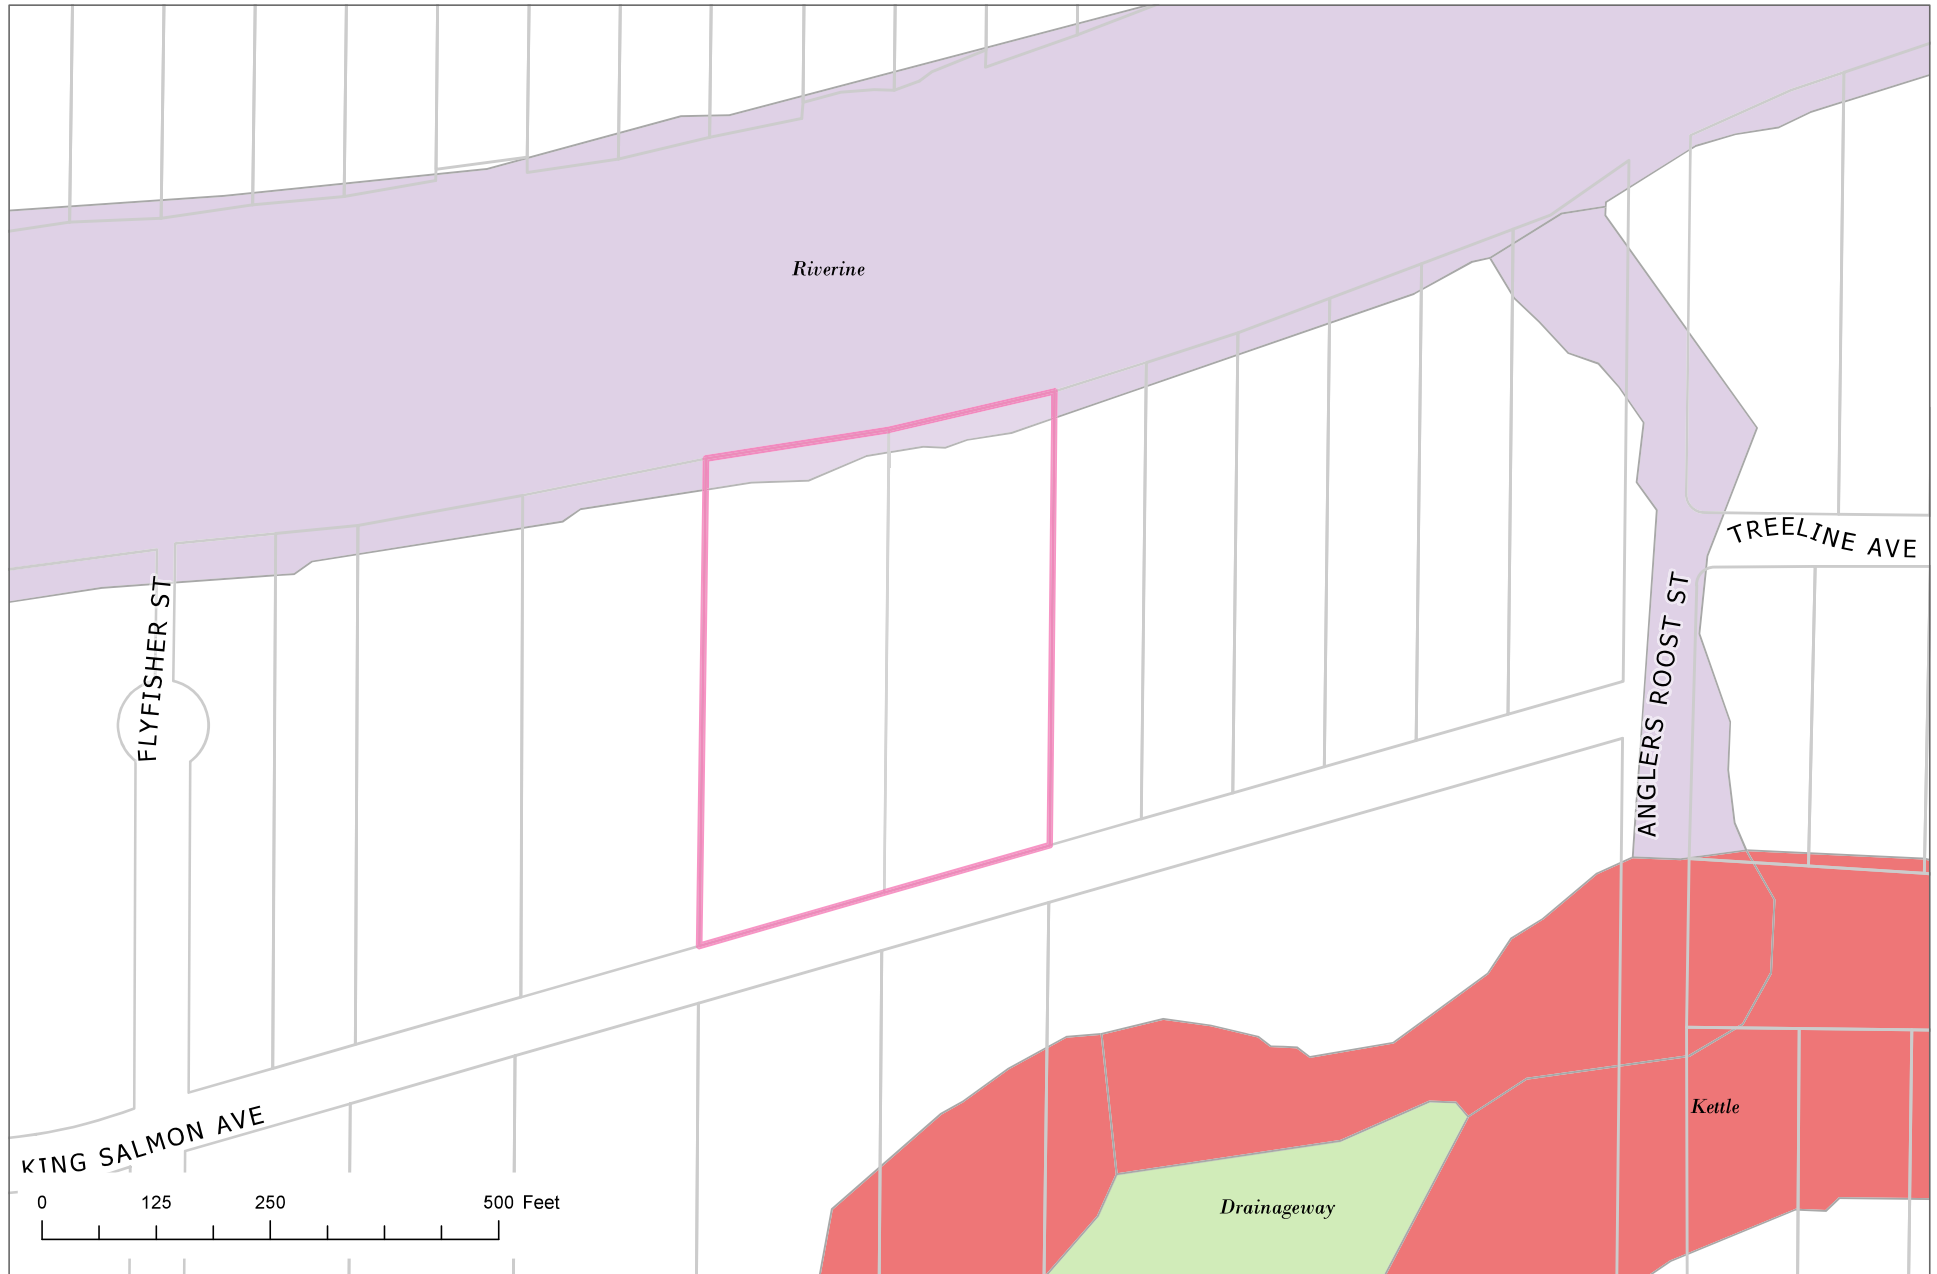 Riverine
TREELINE AVE
FLYFISHER ST
ANGLERS ROOST ST
Kettle
KING SALMON AVE
Drainageway
0 125 250 500 Feet